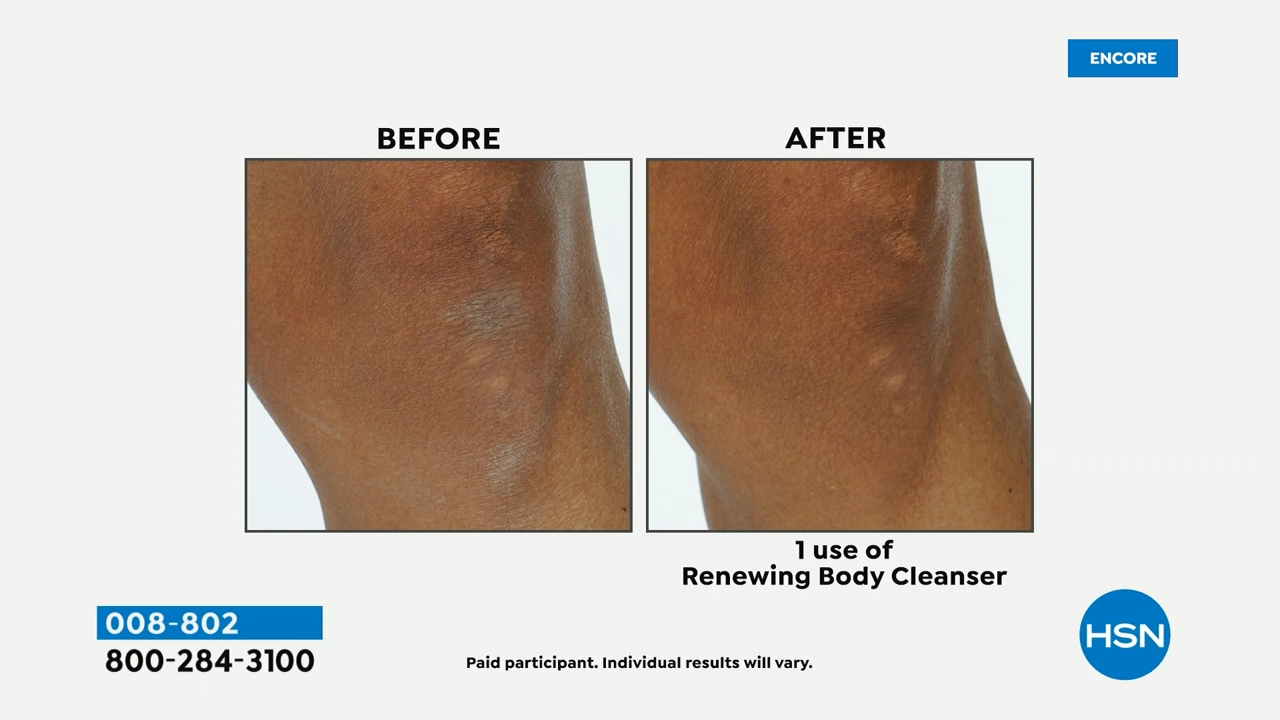 ENCORE
BEFORE
AFTER
1 use of
Renewing Body Cleanser
008-802
800-284-3100
Paid participant. Individual results will vary.
HSN